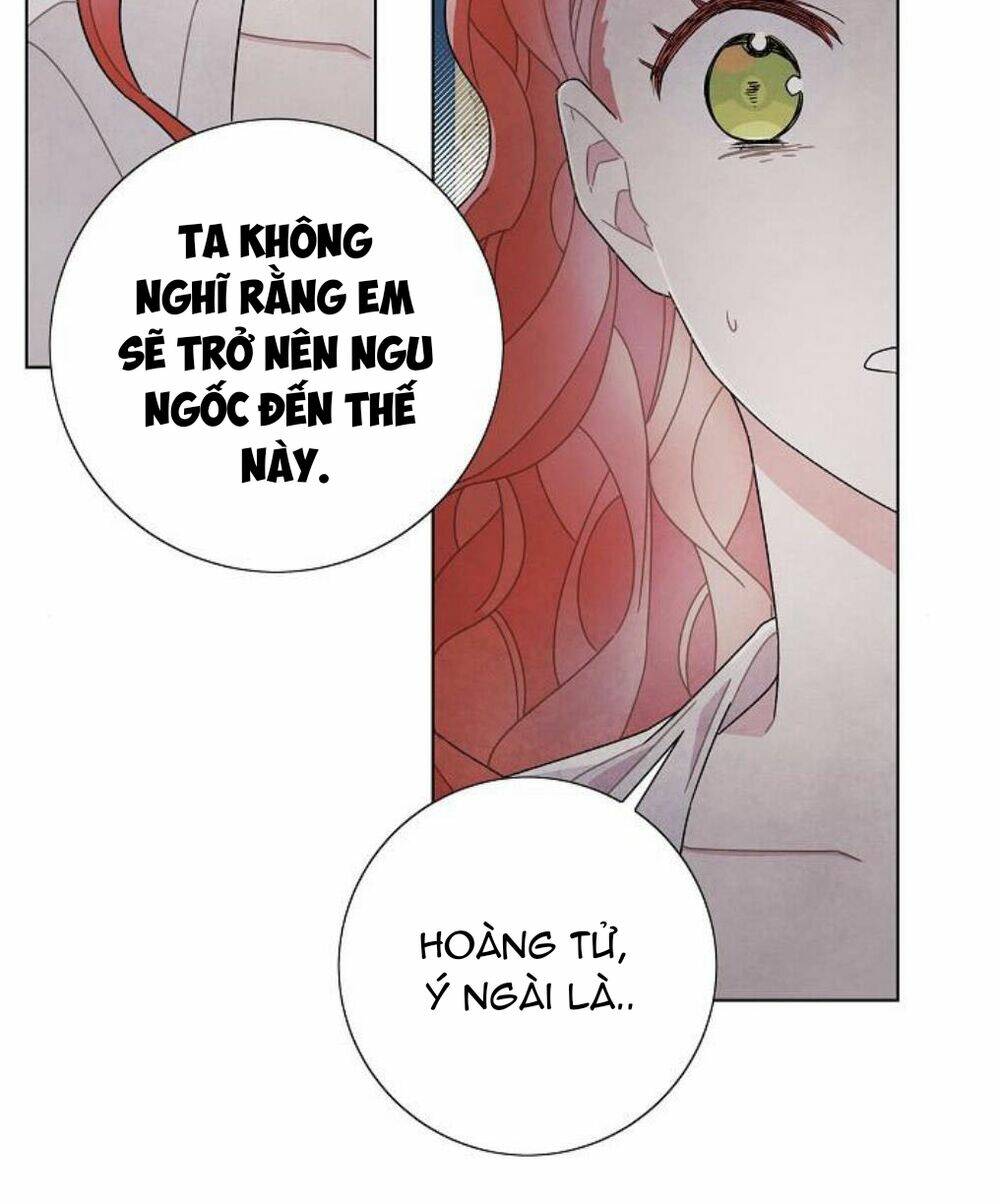 TA KHÔNG
NGHĨ RẰNG EM
SẼ TRỞ NÊN NGU
NGỐC ĐẾN THẾ
NÀY.
HOÀNG TỬ,
Ý NGÀI LÀ..